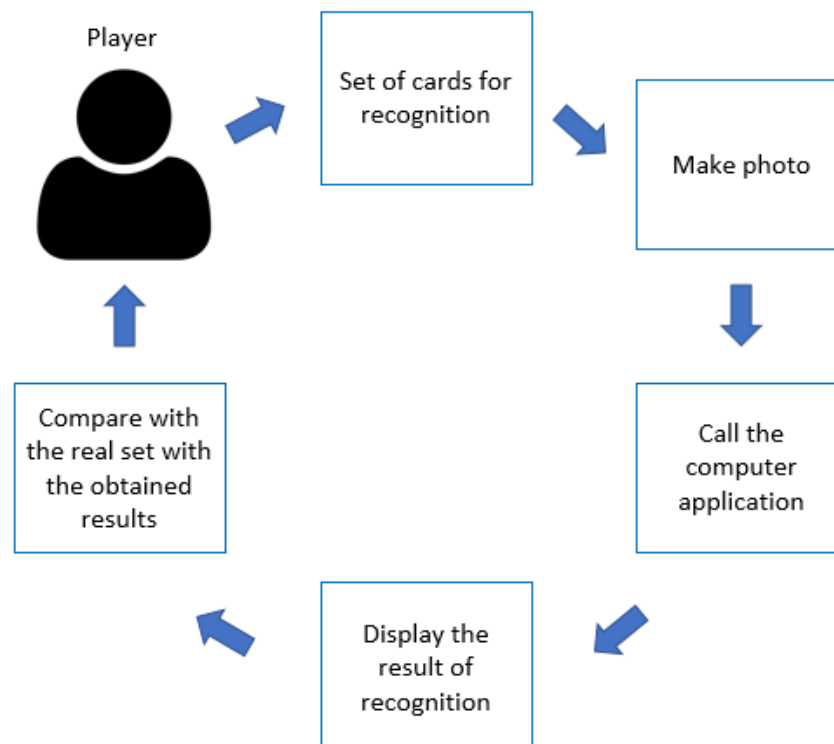 Player
Set of cards for
recognition
Make photo
Call the
computer
application
Display the
result of
recognition
Compare with
the real set with
the obtained
results